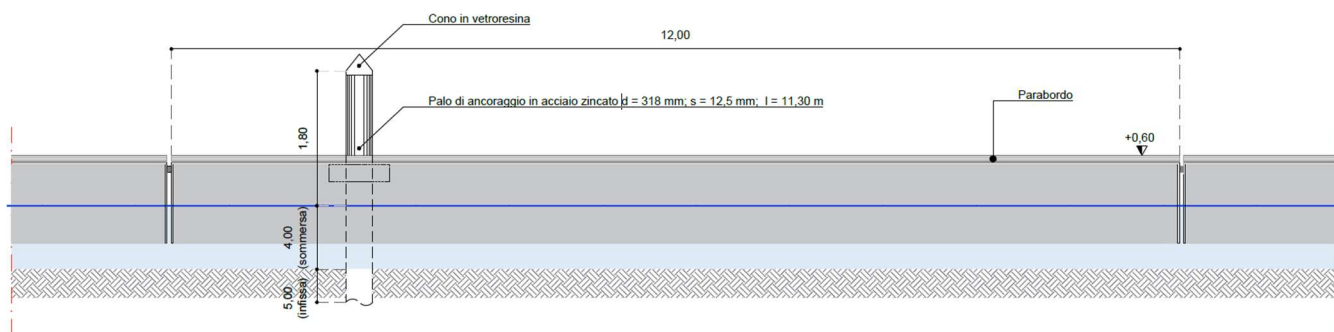 Cono in vetroresina
12,00
Palo di ancoraggio in acciaio zincato d = 318 mm; s = 12,5 mm; l = 11,30 m
Parabordo
1,80
+0,60
4,00
(sommersa)
5,00
(infissa)